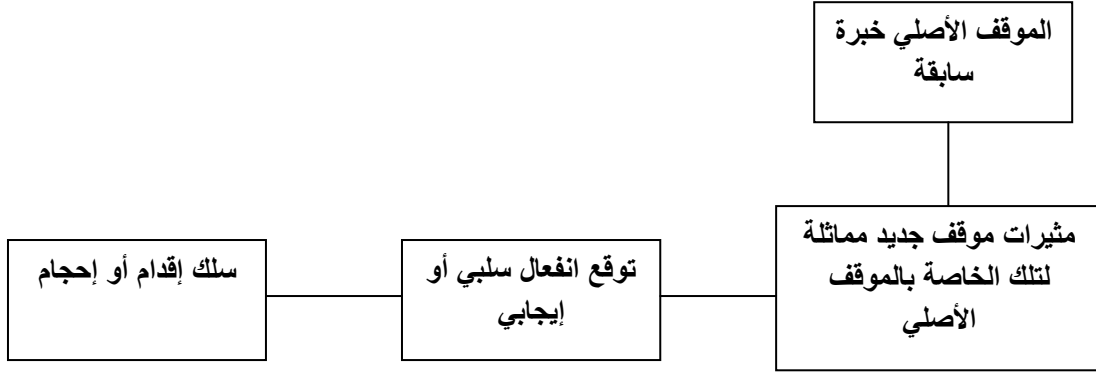 الموقف الأصلي خبرة
سابقة
مثيرات موقف جديد مماثلة
لتلك الخاصة بالموقف
الأصلي
توقع انفعال سلبي أو
إيجابي
سلك إقدام أو إحجام